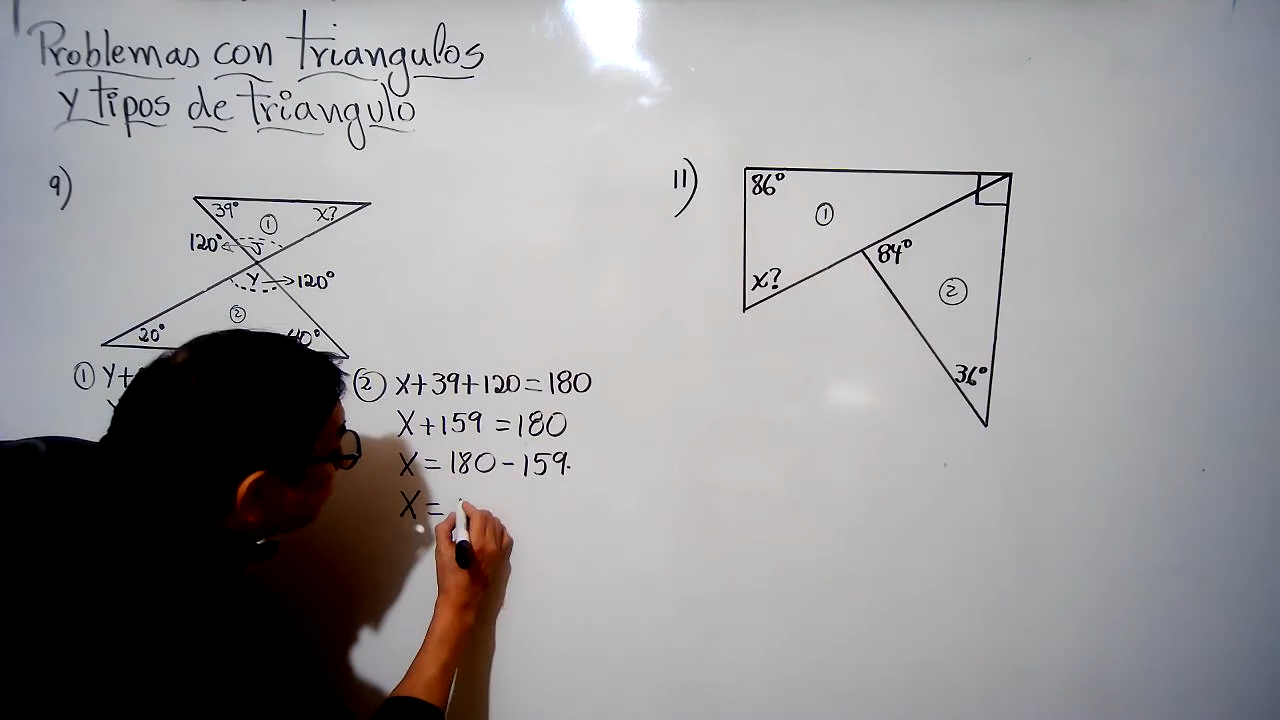 Problemas con triangulos
y tipos de triangulo
9)
39° ① x?
120°
y → 120°
②
20° 40°
① Y+
② X+39+120=180
X+159=180
X=180-159
X=
11)
86°
①
84°
x?
②
36°